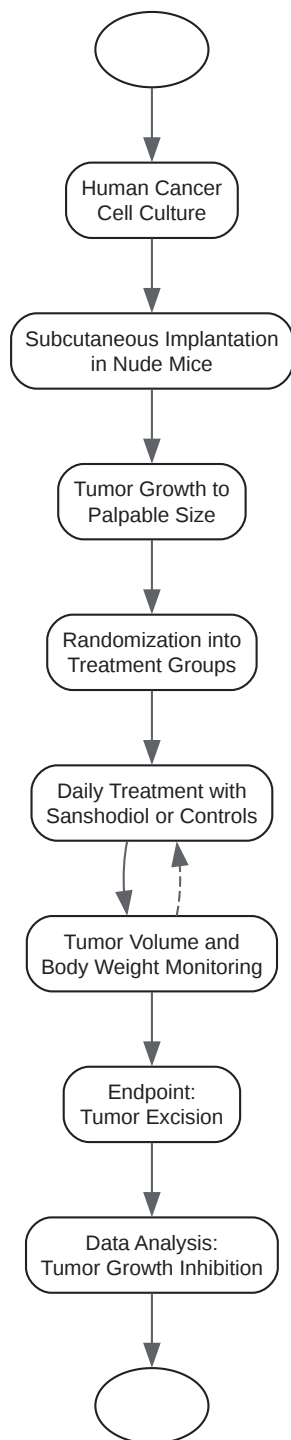 Human Cancer
Cell Culture
Subcutaneous Implantation
in Nude Mice
Tumor Growth to
Palpable Size
Randomization into
Treatment Groups
Daily Treatment with
Sanshodiol or Controls
Tumor Volume and
Body Weight Monitoring
Endpoint:
Tumor Excision
Data Analysis:
Tumor Growth Inhibition